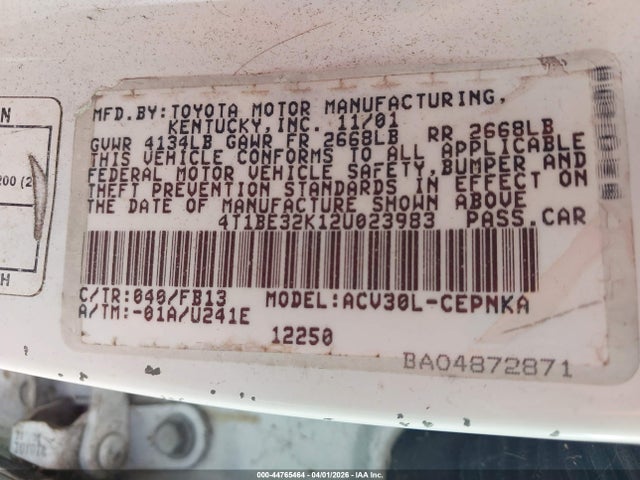 N
200 (2
H
MFD.BY:TOYOTA MOTOR MANUFACTURING,
KENTUCKY,INC. 11/01
GVWR 4134LB GAWR FR 2668LB RR 2668LB
THIS VEHICLE CONFORMS TO ALL APPLICABLE
FEDERAL MOTOR VEHICLE SAFETY,BUMPER AND
THEFT PREVENTION STANDARDS IN EFFECT ON
THE DATE OF MANUFACTURE SHOWN ABOVE
4T1BE32K12U023983 PASS.CAR
C/TR:040/FB13 MODEL:ACV30L-CEPNKA
A/TM:-01A/U241E
12250
BA04872871
000-44765464 | 04/01/2026 | IAA Inc.